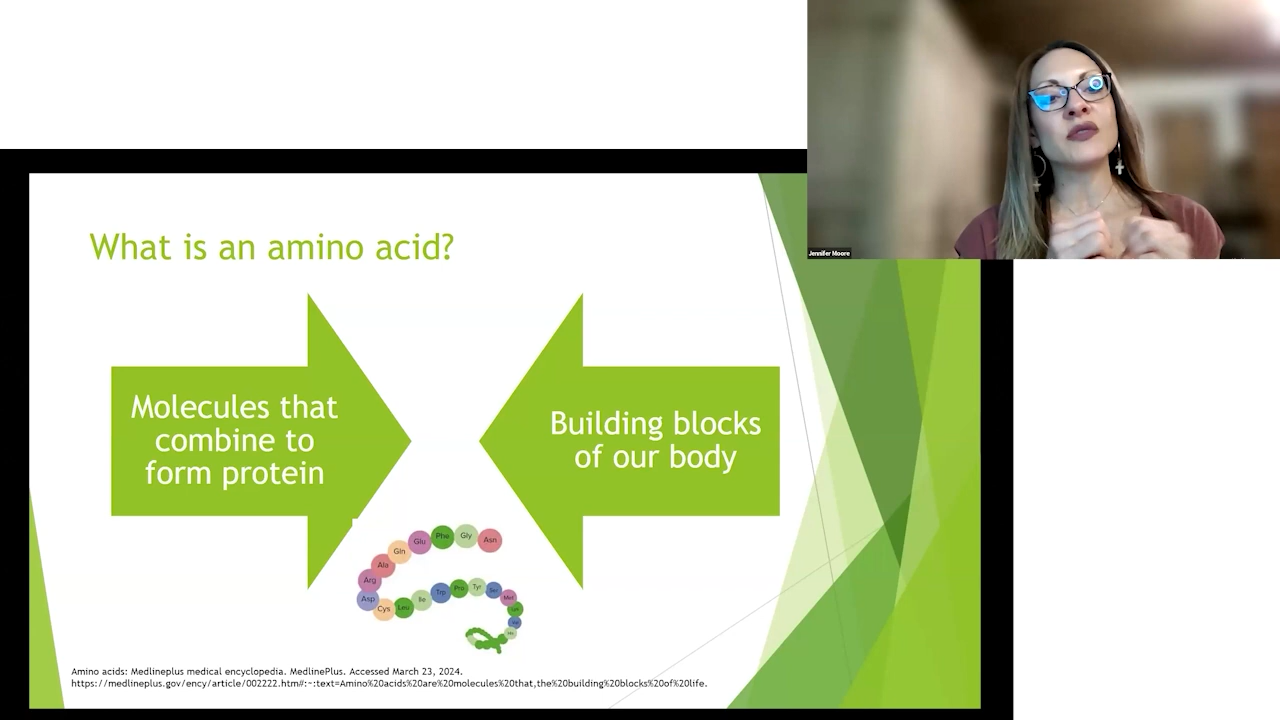 Jennifer Moore
What is an amino acid?
Molecules that
combine to
form protein
Building blocks
of our body
Gln
Glu
Phe
Gly
Asn
Ala
Arg
Asp
Cys
Leu
Ile
Trp
Pro
Tyr
Ser
Met
Amino acids: Medlineplus medical encyclopedia. MedlinePlus. Accessed March 23, 2024.
https://medlineplus.gov/ency/article/002222.htm#:~:text=Amino%20acids%20are%20molecules%20that,the%20building%20blocks%20of%20life.